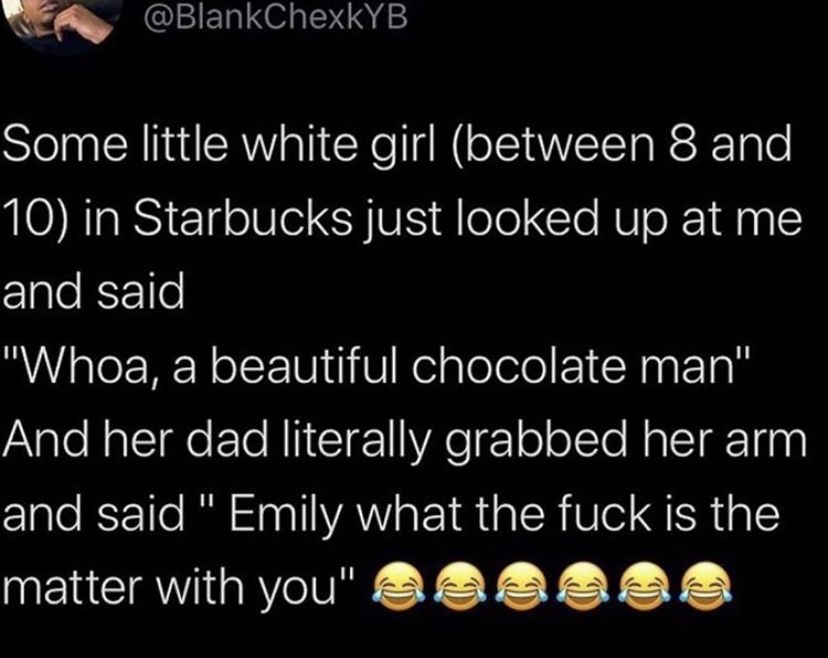 @BlankChexkYB
Some little white girl (between 8 and
10) in Starbucks just looked up at me
and said
"Whoa, a beautiful chocolate man"
And her dad literally grabbed her arm
and said " Emily what the fuck is the
matter with you" 😂😂😂😂😂😂